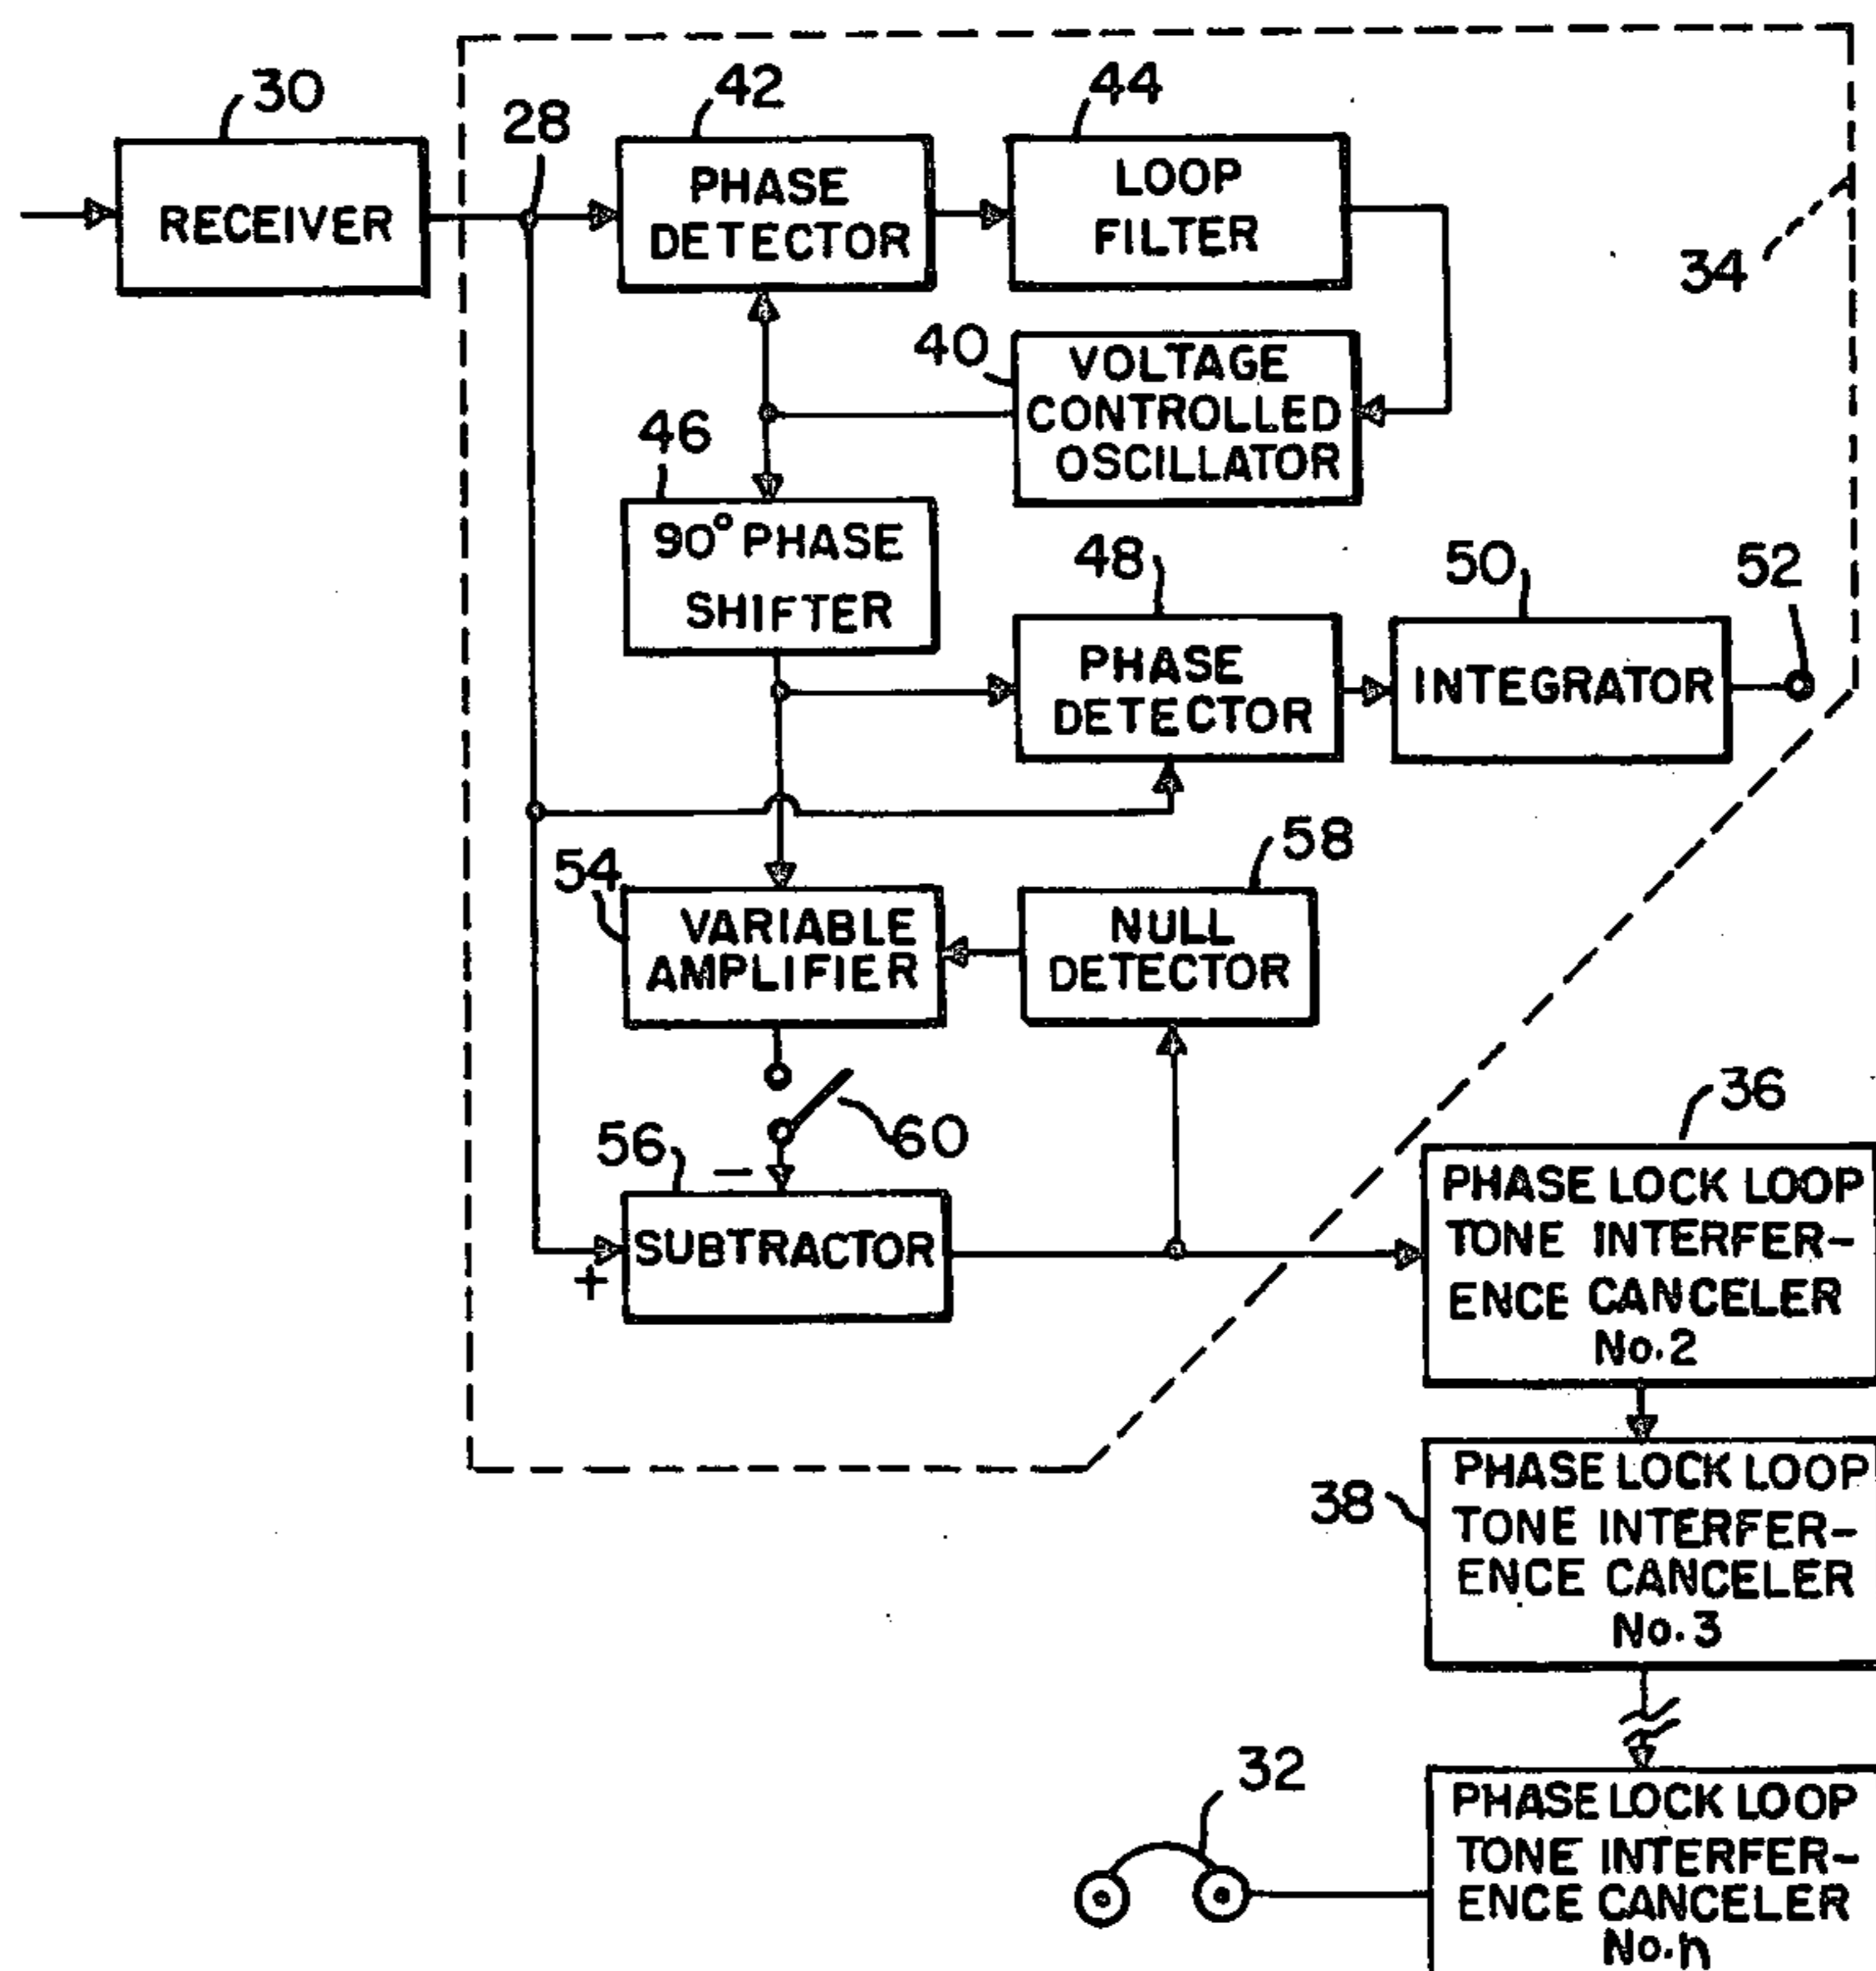 30
RECEIVER
28
42
PHASE
DETECTOR
44
LOOP
FILTER
34
40
VOLTAGE
CONTROLLED
OSCILLATOR
46
90° PHASE
SHIFTER
48
PHASE
DETECTOR
50
INTEGRATOR
52
54
VARIABLE
AMPLIFIER
58
NULL
DETECTOR
60
56
−
+
SUBTRACTOR
36
PHASE LOCK LOOP
TONE INTERFER-
ENCE CANCELER
No. 2
38
PHASE LOCK LOOP
TONE INTERFER-
ENCE CANCELER
No. 3
32
PHASE LOCK LOOP
TONE INTERFER-
ENCE CANCELER
No. n